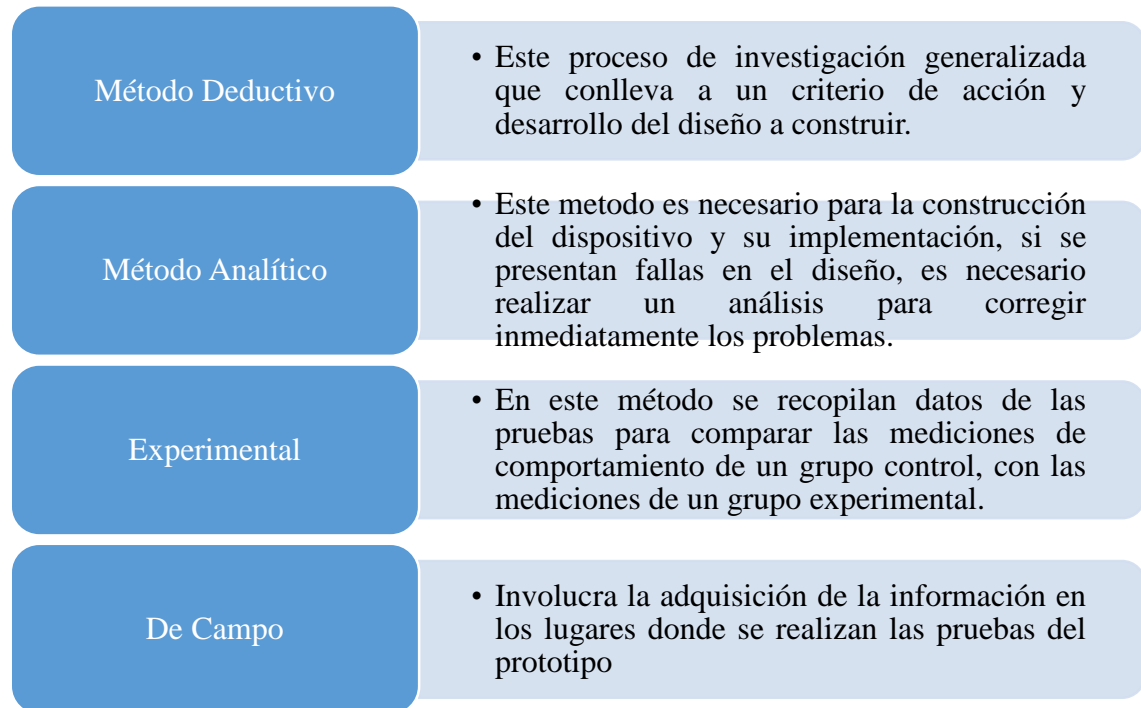 Método Deductivo
• Este proceso de investigación generalizada
que conlleva a un criterio de acción y
desarrollo del diseño a construir.
Método Analítico
• Este metodo es necesario para la construcción
del dispositivo y su implementación, si se
presentan fallas en el diseño, es necesario
realizar un análisis para corregir
inmediatamente los problemas.
Experimental
• En este método se recopilan datos de las
pruebas para comparar las mediciones de
comportamiento de un grupo control, con las
mediciones de un grupo experimental.
De Campo
• Involucra la adquisición de la información en
los lugares donde se realizan las pruebas del
prototipo